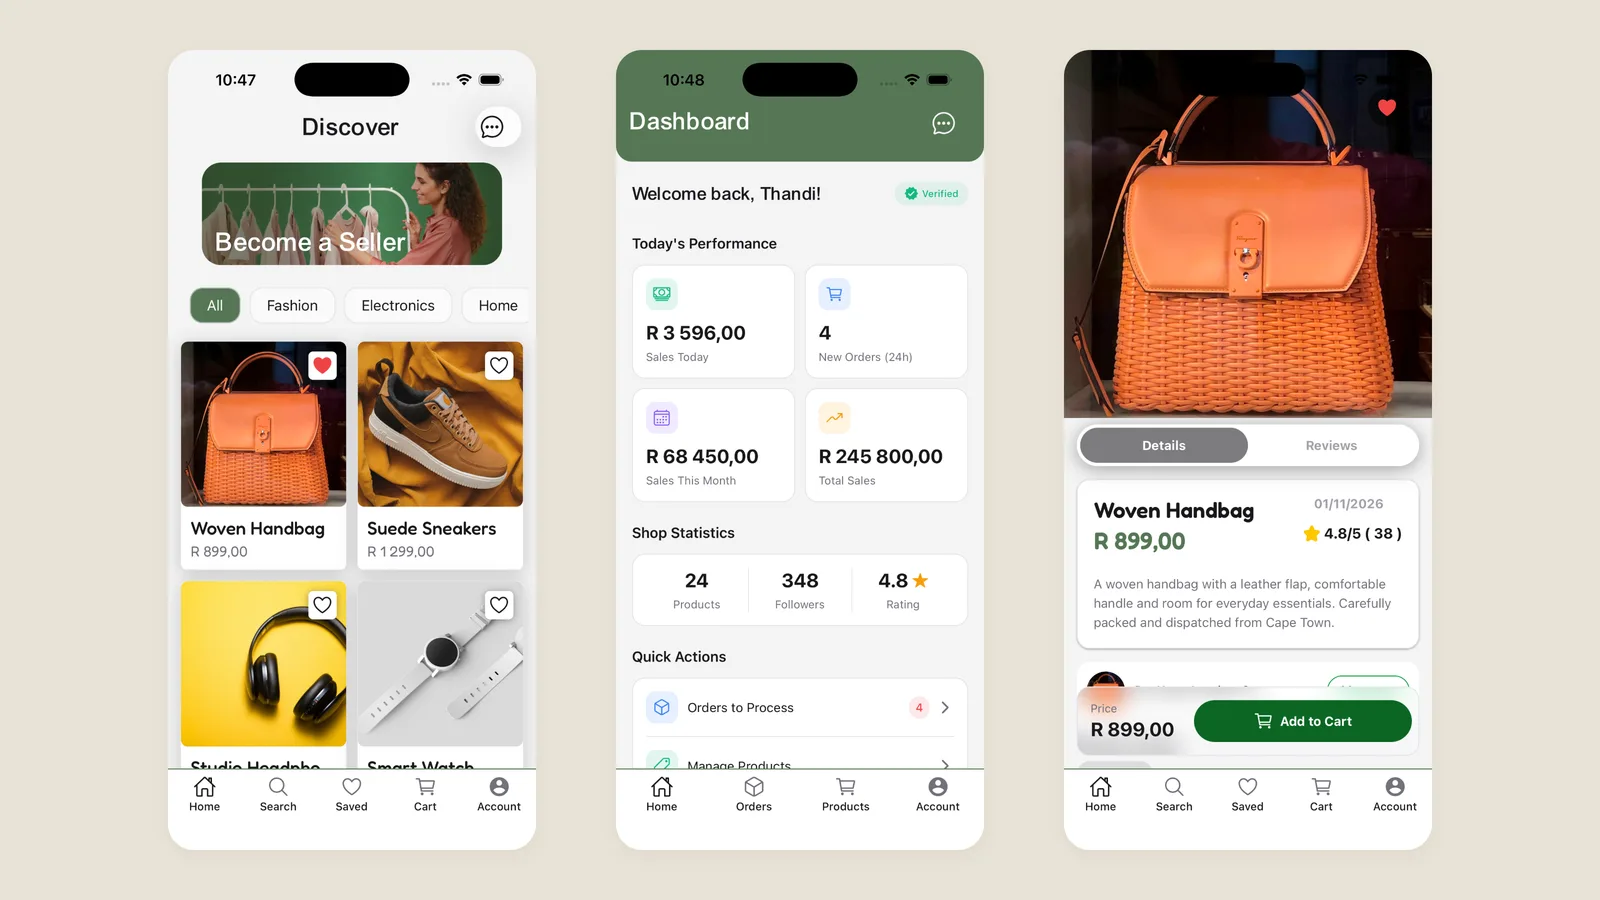 10:47
Discover
Become a Seller
All
Fashion
Electronics
Home
Woven Handbag
R 899,00
Suede Sneakers
R 1 299,00
Studio Headpho
Smart Watch
Home
Search
Saved
Cart
Account
10:48
Dashboard
Welcome back, Thandi!
Verified
Today's Performance
R 3 596,00
Sales Today
4
New Orders (24h)
R 68 450,00
Sales This Month
R 245 800,00
Total Sales
Shop Statistics
24
Products
348
Followers
4.8
Rating
Quick Actions
Orders to Process
4
Manage Products
Home
Orders
Products
Account
Details
Reviews
Woven Handbag
01/11/2026
R 899,00
4.8/5 ( 38 )
A woven handbag with a leather flap, comfortable
handle and room for everyday essentials. Carefully
packed and dispatched from Cape Town.
Price
R 899,00
Add to Cart
Home
Search
Saved
Cart
Account